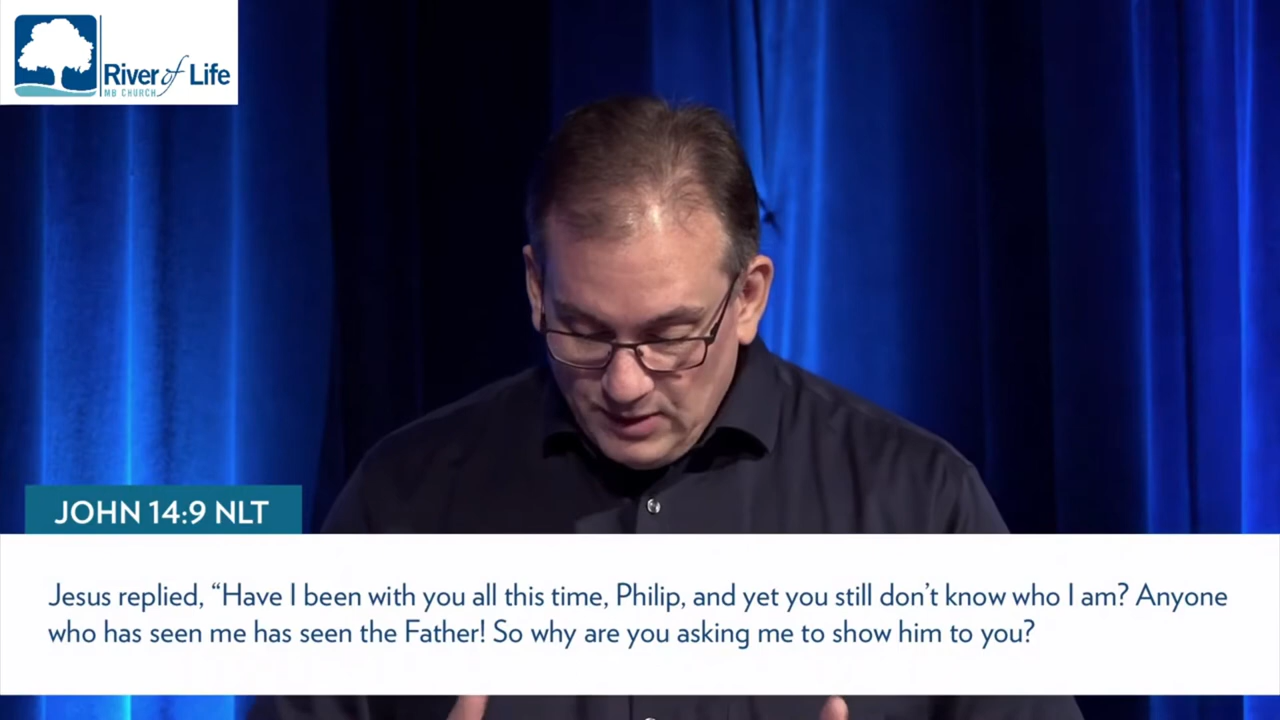 River of Life
MB CHURCH
JOHN 14:9 NLT
Jesus replied, “Have I been with you all this time, Philip, and yet you still don’t know who I am? Anyone
who has seen me has seen the Father! So why are you asking me to show him to you?